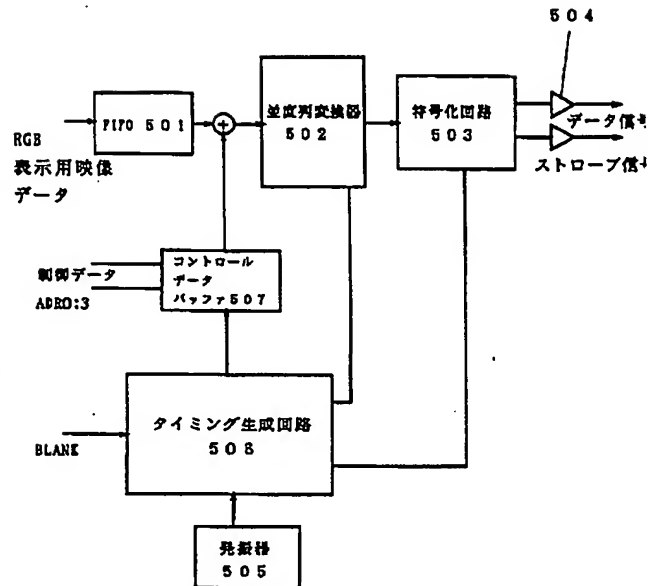 504
FIFO 501
並直列変換器
502
符号化回路
503
データ信号
ストローブ信号
RGB
表示用映像
データ
コントロール
データ
バッファ507
制御データ
ADR0:3
タイミング生成回路
508
BLANK
発振器
505